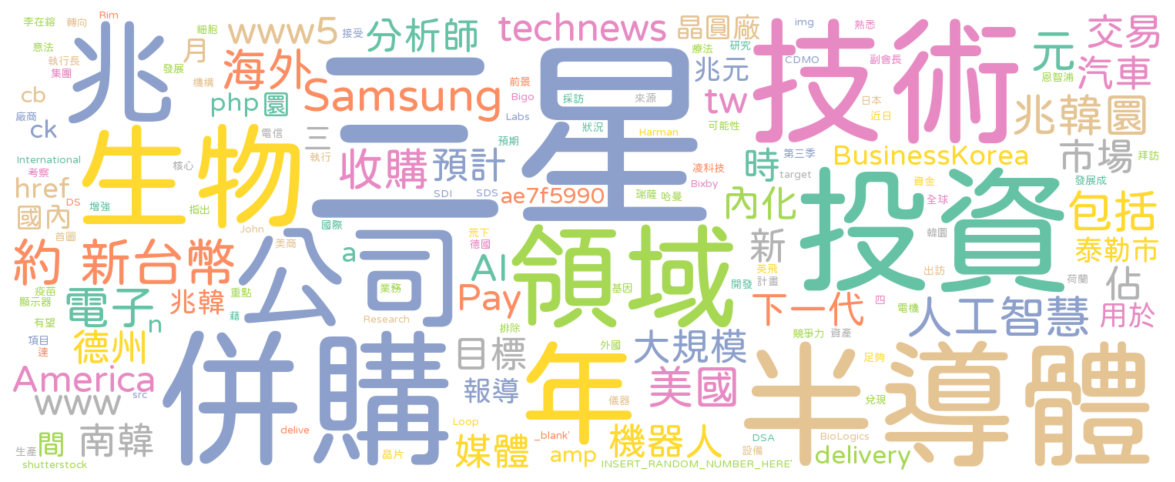 李在鎔
Rim
轉向
細胞
月
www5
接受
分析師
technews
晶圓廠
img
熟悉
交易
意法
執行長
集團
發展
機構
兆
海外
三星
兆元
療法
研究
CDMO
副會長
元
恩智浦
汽車
技術
cb
廠商
ck
php
圜
Samsung
前景
Bigo
Labs
採訪
來源
tw
可能性
日本
近日
兆韓圜
生物
電信
三
執行
核心
收購
預計
預期
狀況
Harman
時
第三季
BusinessKorea
市場
拜訪
International
考察
href
DS
增強
指出
國內
首圜
John
SDI
SDS
ae7f5990
凌科技
Bixby
瑞薩
哈曼
target
內化
資金
全球
發展成
包括
投資
國際
約
新台幣
公司
美商
a
荒下
德國
領域
新
韓圜
泰勒市
AI
基因
開發
英飛
計畫
出訪
荷蘭
佔
疫苗
顯示器
電子
n
兆韓
重點
藉
業務
Pay
Research
下一代
四
電機
人工智慧
用於
有望
項目
達
德州
排除
外國
競爭力
資產
目標
大規模
America
src
www
併購
報導
年
美國
半導體
足夠
兌現
儀器
生產
間
南韓
delive
Loop
_blank'
媒體
機器人
DSA
BioLogics
設備
shutterstock
晶片
amp
INSERT_RANDOM_NUMBER_HERE'
delivery